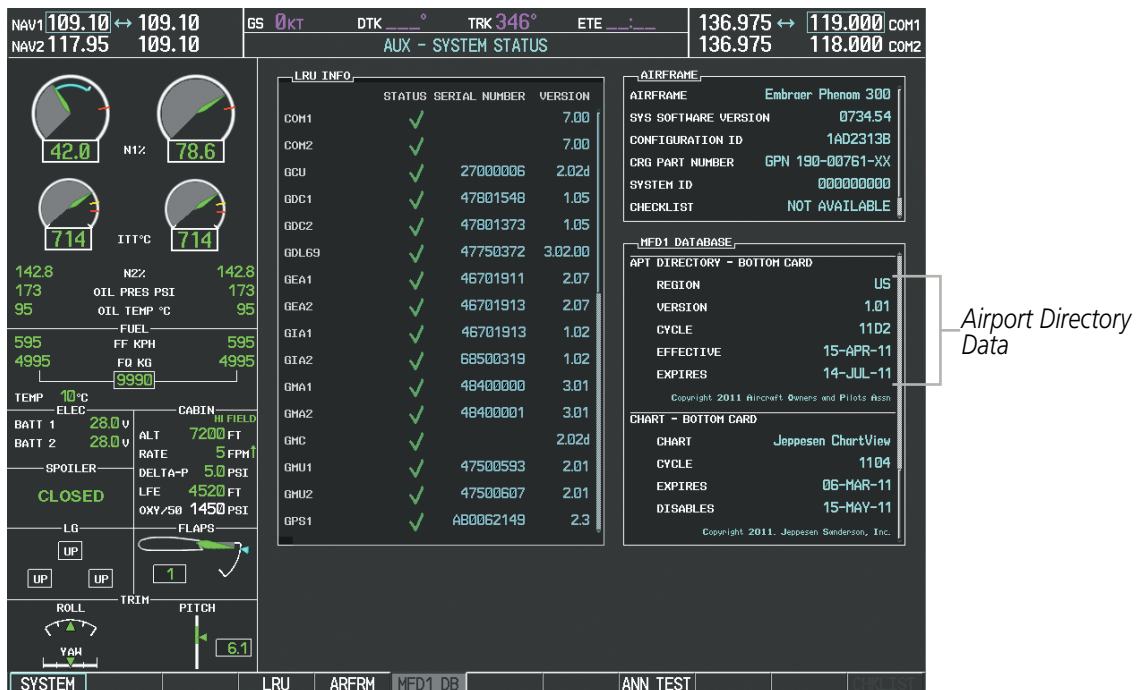 NAV1 109.10 ↔ 109.10
NAV2 117.95 109.10
GS 0KT DTK ___° TRK 346° ETE __:__
AUX - SYSTEM STATUS
136.975 ↔ 119.000 COM1
136.975 118.000 COM2
42.0 N1% 78.6
714 ITT°C 714
142.8 N2% 142.8
173 OIL PRES PSI 173
95 OIL TEMP °C 95
FUEL
595 FF KPH 595
4995 FQ KG 4995
9990
TEMP 10°C
ELEC
BATT 1 28.0 V
BATT 2 28.0 V
CABIN
HI FIELD
ALT 7200 FT
RATE 5 FPM↑
DELTA-P 5.0 PSI
LFE 4520 FT
OXY/50 1450 PSI
SPOILER
CLOSED
LG
UP
UP UP
FLAPS
1
TRIM
ROLL
YAW
PITCH
6.1
LRU INFO
STATUS SERIAL NUMBER VERSION
COM1 ✓ 7.00
COM2 ✓ 7.00
GCU ✓ 27000006 2.02d
GDC1 ✓ 47801548 1.05
GDC2 ✓ 47801373 1.05
GDL69 ✓ 47750372 3.02.00
GEA1 ✓ 46701911 2.07
GEA2 ✓ 46701913 2.07
GIA1 ✓ 46701913 1.02
GIA2 ✓ 68500319 1.02
GMA1 ✓ 48400000 3.01
GMA2 ✓ 48400001 3.01
GMC ✓ 2.02d
GMU1 ✓ 47500593 2.01
GMU2 ✓ 47500607 2.01
GPS1 ✓ AB0062149 2.3
AIRFRAME
AIRFRAME Embraer Phenom 300
SYS SOFTWARE VERSION 0734.54
CONFIGURATION ID 1AD2313B
CRG PART NUMBER GPN 190-00761-XX
SYSTEM ID 000000000
CHECKLIST NOT AVAILABLE
MFD1 DATABASE
APT DIRECTORY - BOTTOM CARD
REGION US
VERSION 1.01
CYCLE 11D2
EFFECTIVE 15-APR-11
EXPIRES 14-JUL-11
Copyright 2011 Aircraft Owners and Pilots Assn
CHART - BOTTOM CARD
CHART Jeppesen ChartView
CYCLE 1104
EXPIRES 06-MAR-11
DISABLES 15-MAY-11
Copyright 2011. Jeppesen Sanderson, Inc.
Airport Directory
Data
SYSTEM LRU ARFRM MFD1 DB ANN TEST CHKLIST